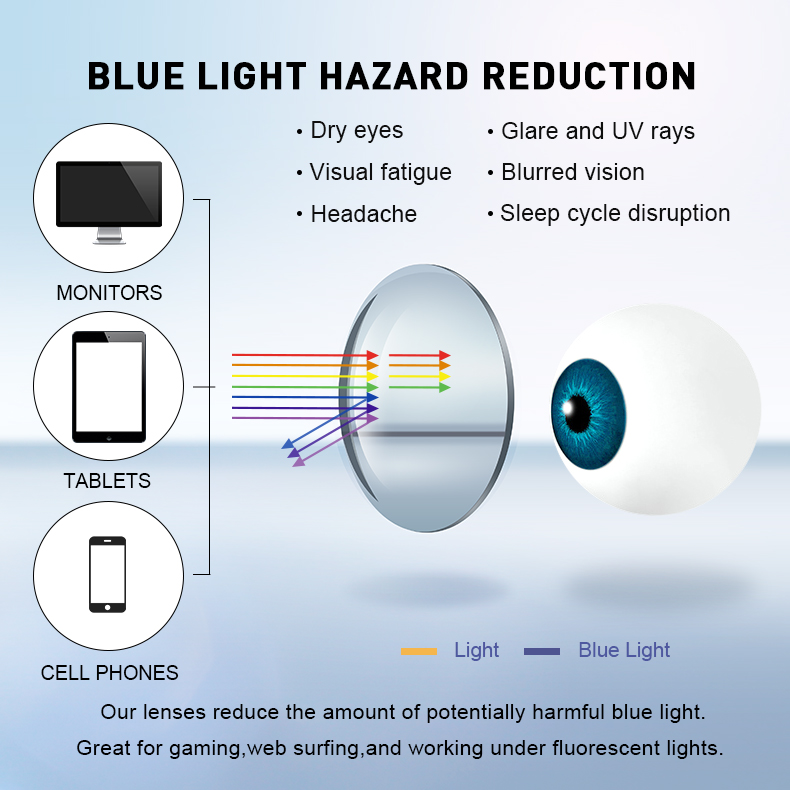 BLUE LIGHT HAZARD REDUCTION
• Dry eyes
• Visual fatigue
• Headache
• Glare and UV rays
• Blurred vision
• Sleep cycle disruption
MONITORS
TABLETS
CELL PHONES
Light
Blue Light
Our lenses reduce the amount of potentially harmful blue light.
Great for gaming,web surfing,and working under fluorescent lights.